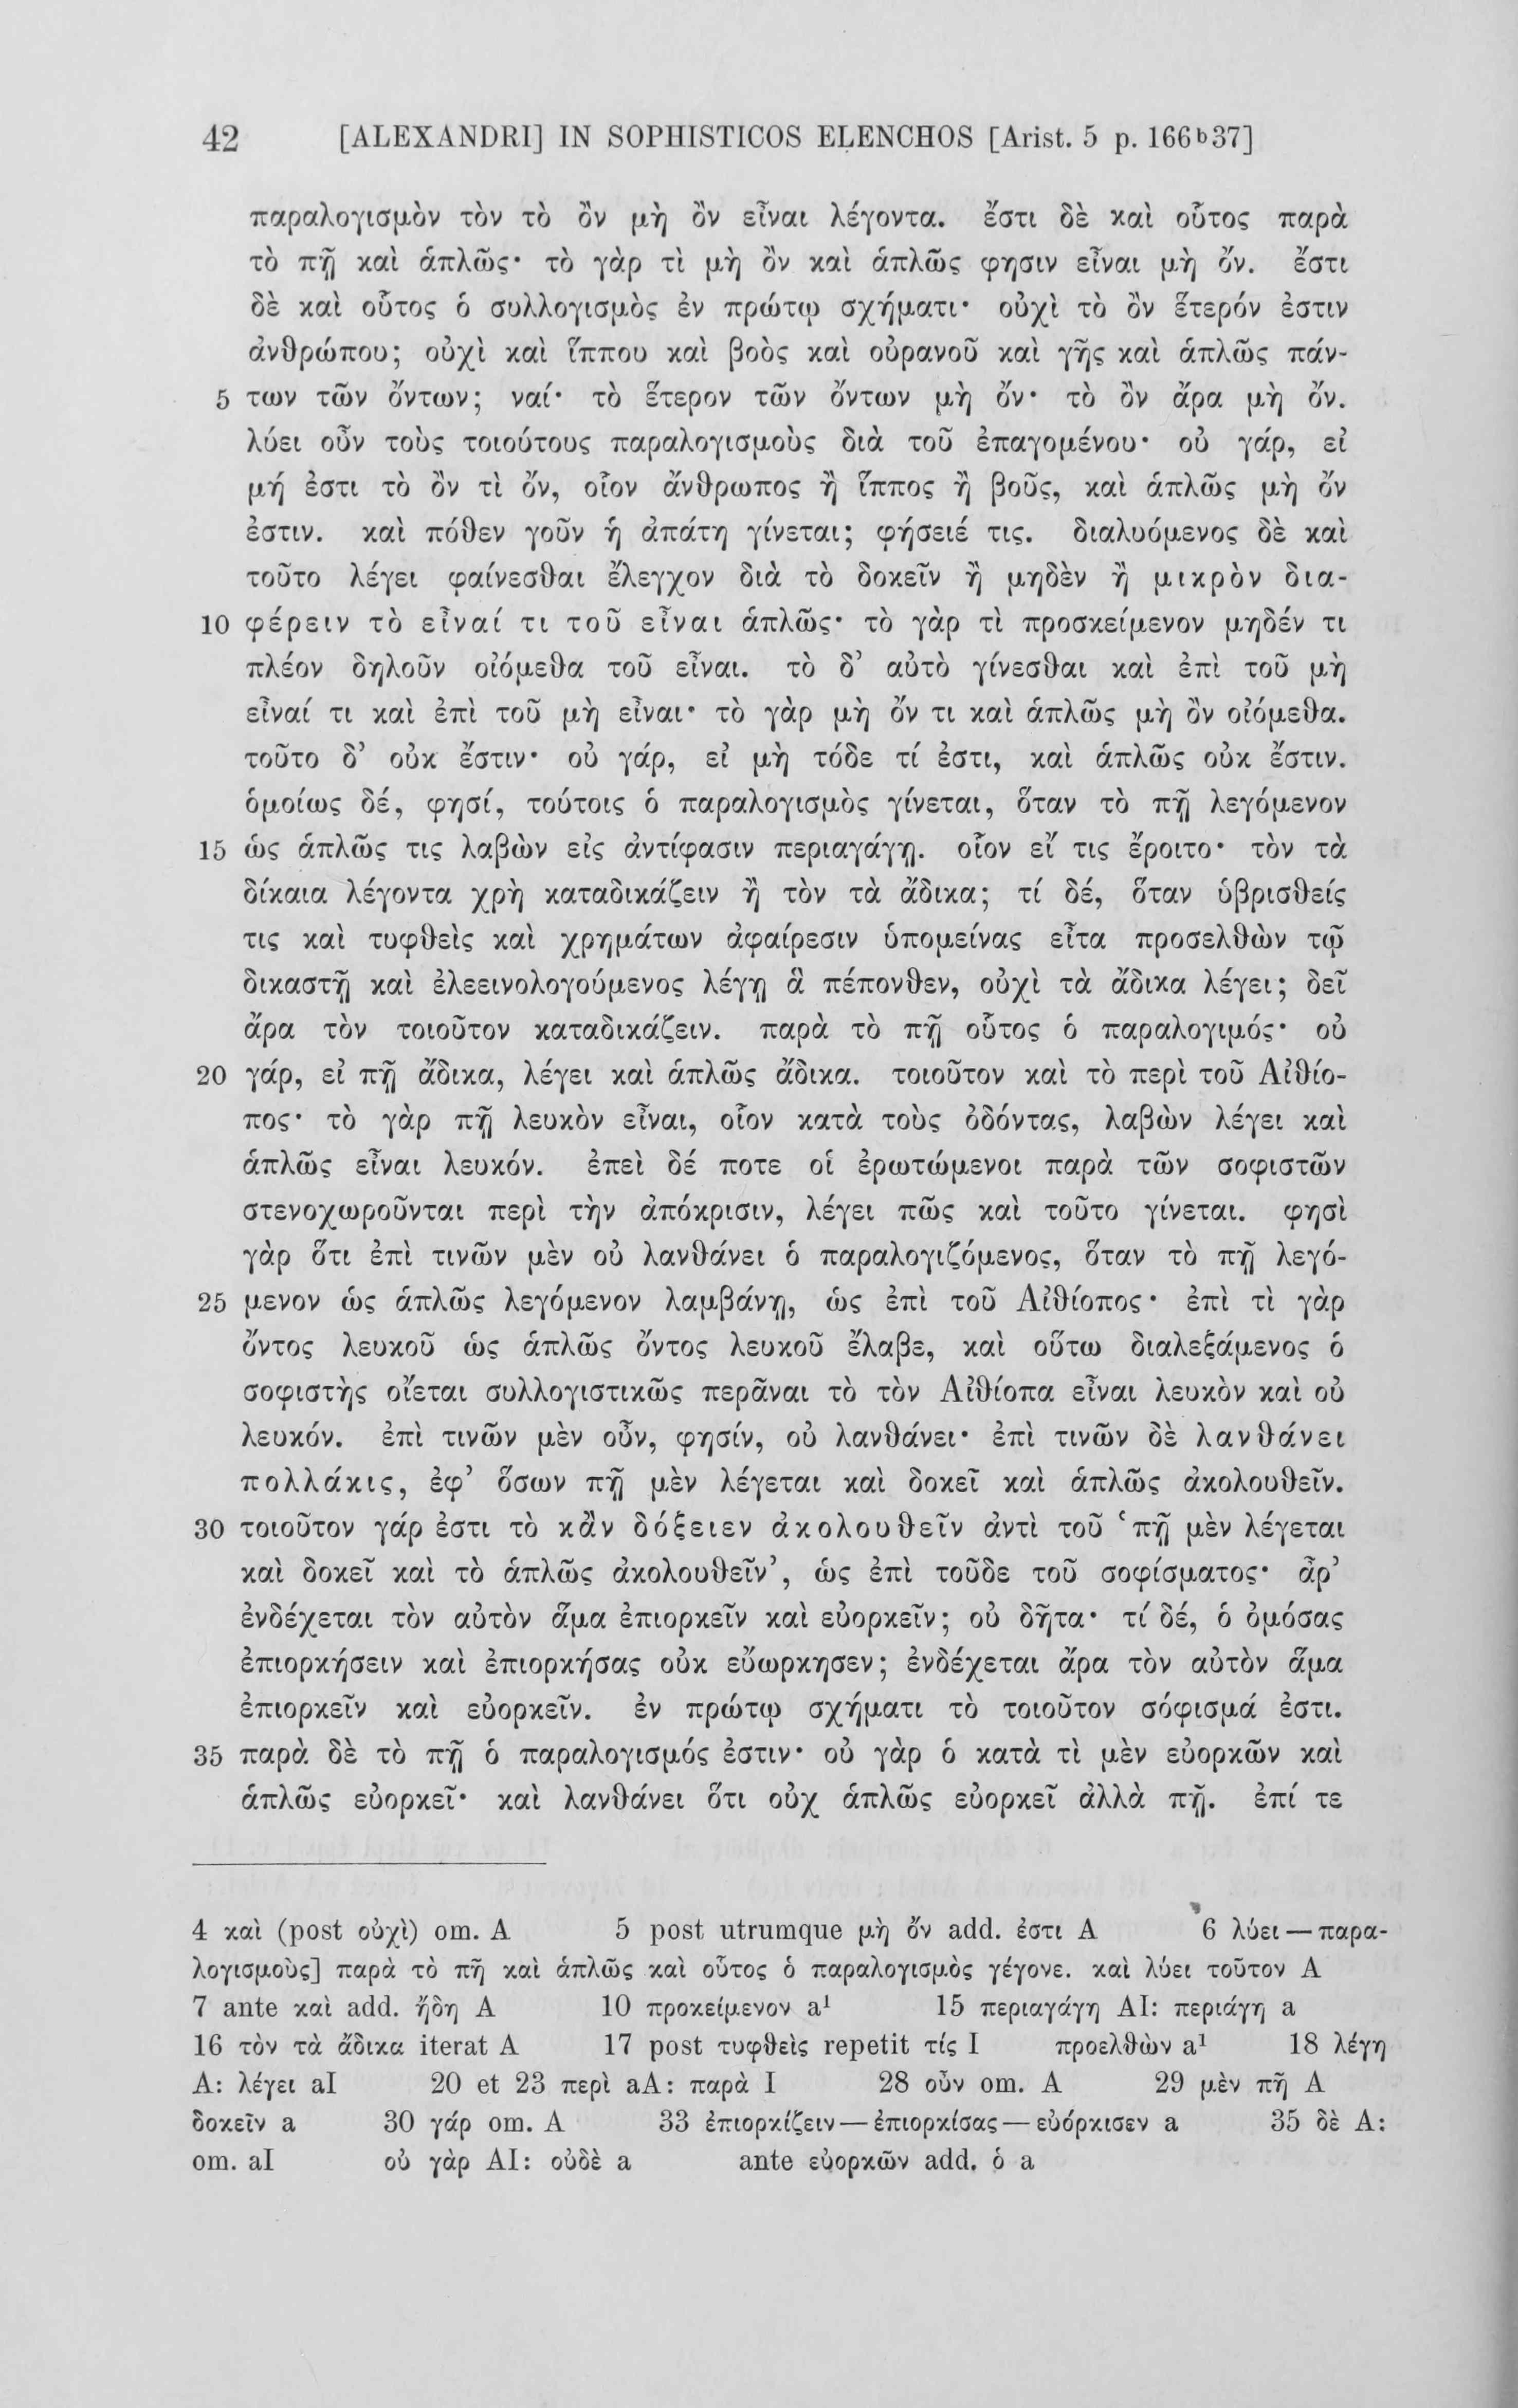 42 [ALEXANDRI] IN SOPHISTICOS ELENCHOS [Arist. 5 p. 166ᵇ37]
παραλογισμὸν τὸν τὸ ὂν μὴ ὂν εἶναι λέγοντα. ἔστι δὲ καὶ οὗτος παρὰ
τὸ πῇ καὶ ἁπλῶς· τὸ γὰρ τὶ μὴ ὂν καὶ ἁπλῶς φησιν εἶναι μὴ ὄν. ἔστι
δὲ καὶ οὗτος ὁ συλλογισμὸς ἐν πρώτῳ σχήματι· οὐχὶ τὸ ὂν ἕτερόν ἐστιν
ἀνθρώπου; οὐχὶ καὶ ἵππου καὶ βοὸς καὶ οὐρανοῦ καὶ γῆς καὶ ἁπλῶς πάν-
5 των τῶν ὄντων; ναί· τὸ ἕτερον τῶν ὄντων μὴ ὄν· τὸ ὂν ἄρα μὴ ὄν.
λύει οὖν τοὺς τοιούτους παραλογισμοὺς διὰ τοῦ ἐπαγομένου· οὐ γάρ, εἰ
μή ἐστι τὸ ὂν τὶ ὄν, οἷον ἄνθρωπος ἢ ἵππος ἢ βοῦς, καὶ ἁπλῶς μὴ ὄν
ἐστιν. καὶ πόθεν γοῦν ἡ ἀπάτη γίνεται; φήσειέ τις. διαλυόμενος δὲ καὶ
τοῦτο λέγει φαίνεσθαι ἔλεγχον διὰ τὸ δοκεῖν ἢ μηδὲν ἢ μικρὸν δια-
10 φέρειν τὸ εἶναί τι τοῦ εἶναι ἁπλῶς· τὸ γὰρ τὶ προσκείμενον μηδέν τι
πλέον δηλοῦν οἰόμεθα τοῦ εἶναι. τὸ δ’ αὐτὸ γίνεσθαι καὶ ἐπὶ τοῦ μὴ
εἶναί τι καὶ ἐπὶ τοῦ μὴ εἶναι· τὸ γὰρ μὴ ὄν τι καὶ ἁπλῶς μὴ ὂν οἰόμεθα.
τοῦτο δ’ οὐκ ἔστιν· οὐ γάρ, εἰ μὴ τόδε τί ἐστι, καὶ ἁπλῶς οὐκ ἔστιν.
ὁμοίως δέ, φησί, τούτοις ὁ παραλογισμὸς γίνεται, ὅταν τὸ πῇ λεγόμενον
15 ὡς ἁπλῶς τις λαβὼν εἰς ἀντίφασιν περιαγάγῃ. οἷον εἴ τις ἔροιτο· τὸν τὰ
δίκαια λέγοντα χρὴ καταδικάζειν ἢ τὸν τὰ ἄδικα; τί δέ, ὅταν ὑβρισθείς
τις καὶ τυφθεὶς καὶ χρημάτων ἀφαίρεσιν ὑπομείνας εἶτα προσελθὼν τῷ
δικαστῇ καὶ ἐλεεινολογούμενος λέγῃ ἃ πέπονθεν, οὐχὶ τὰ ἄδικα λέγει; δεῖ
ἄρα τὸν τοιοῦτον καταδικάζειν. παρὰ τὸ πῇ οὗτος ὁ παραλογιμός· οὐ
20 γάρ, εἰ πῇ ἄδικα, λέγει καὶ ἁπλῶς ἄδικα. τοιοῦτον καὶ τὸ περὶ τοῦ Αἰθίο-
πος· τὸ γὰρ πῇ λευκὸν εἶναι, οἷον κατὰ τοὺς ὀδόντας, λαβὼν λέγει καὶ
ἁπλῶς εἶναι λευκόν. ἐπεὶ δέ ποτε οἱ ἐρωτώμενοι παρὰ τῶν σοφιστῶν
στενοχωροῦνται περὶ τὴν ἀπόκρισιν, λέγει πῶς καὶ τοῦτο γίνεται. φησὶ
γὰρ ὅτι ἐπὶ τινῶν μὲν οὐ λανθάνει ὁ παραλογιζόμενος, ὅταν τὸ πῇ λεγό-
25 μενον ὡς ἁπλῶς λεγόμενον λαμβάνῃ, ὡς ἐπὶ τοῦ Αἰθίοπος· ἐπὶ τὶ γὰρ
ὄντος λευκοῦ ὡς ἁπλῶς ὄντος λευκοῦ ἔλαβε, καὶ οὕτω διαλεξάμενος ὁ
σοφιστὴς οἴεται συλλογιστικῶς περᾶναι τὸ τὸν Αἰθίοπα εἶναι λευκὸν καὶ οὐ
λευκόν. ἐπὶ τινῶν μὲν οὖν, φησίν, οὐ λανθάνει· ἐπὶ τινῶν δὲ λανθάνει
πολλάκις, ἐφ’ ὅσων πῇ μὲν λέγεται καὶ δοκεῖ καὶ ἁπλῶς ἀκολουθεῖν.
30 τοιοῦτον γάρ ἐστι τὸ κἂν δόξειεν ἀκολουθεῖν ἀντὶ τοῦ ‘πῇ μὲν λέγεται
καὶ δοκεῖ καὶ τὸ ἁπλῶς ἀκολουθεῖν’, ὡς ἐπὶ τοῦδε τοῦ σοφίσματος· ἆρ’
ἐνδέχεται τὸν αὐτὸν ἅμα ἐπιορκεῖν καὶ εὐορκεῖν; οὐ δῆτα· τί δέ, ὁ ὀμόσας
ἐπιορκήσειν καὶ ἐπιορκήσας οὐκ εὐώρκησεν; ἐνδέχεται ἄρα τὸν αὐτὸν ἅμα
ἐπιορκεῖν καὶ εὐορκεῖν. ἐν πρώτῳ σχήματι τὸ τοιοῦτον σόφισμά ἐστι.
35 παρὰ δὲ τὸ πῇ ὁ παραλογισμός ἐστιν· οὐ γὰρ ὁ κατὰ τὶ μὲν εὐορκῶν καὶ
ἁπλῶς εὐορκεῖ· καὶ λανθάνει ὅτι οὐχ ἁπλῶς εὐορκεῖ ἀλλὰ πῇ. ἐπί τε
4 καὶ (post οὐχὶ) om. A 5 post utrumque μὴ ὄν add. ἐστι A 6 λύει — παρα-
λογισμοὺς] παρὰ τὸ πῆ καὶ ἁπλῶς καὶ οὗτος ὁ παραλογισμὸς γέγονε. καὶ λύει τοῦτον A
7 ante καὶ add. ἤδη A 10 προκείμενον a¹ 15 περιαγάγη AI: περιάγη a
16 τὸν τὰ ἄδικα iterat A 17 post τυφθεὶς repetit τίς I προελθὼν a¹ 18 λέγη
A: λέγει aI 20 et 23 περὶ aA: παρὰ I 28 οὖν om. A 29 μὲν πῆ A
δοκεῖν a 30 γάρ om. A 33 ἐπιορκίζειν — ἐπιορκίσας — εὐόρκισεν a 35 δὲ A:
om. aI οὐ γὰρ AI: οὐδὲ a ante εὐορκῶν add. ὁ a